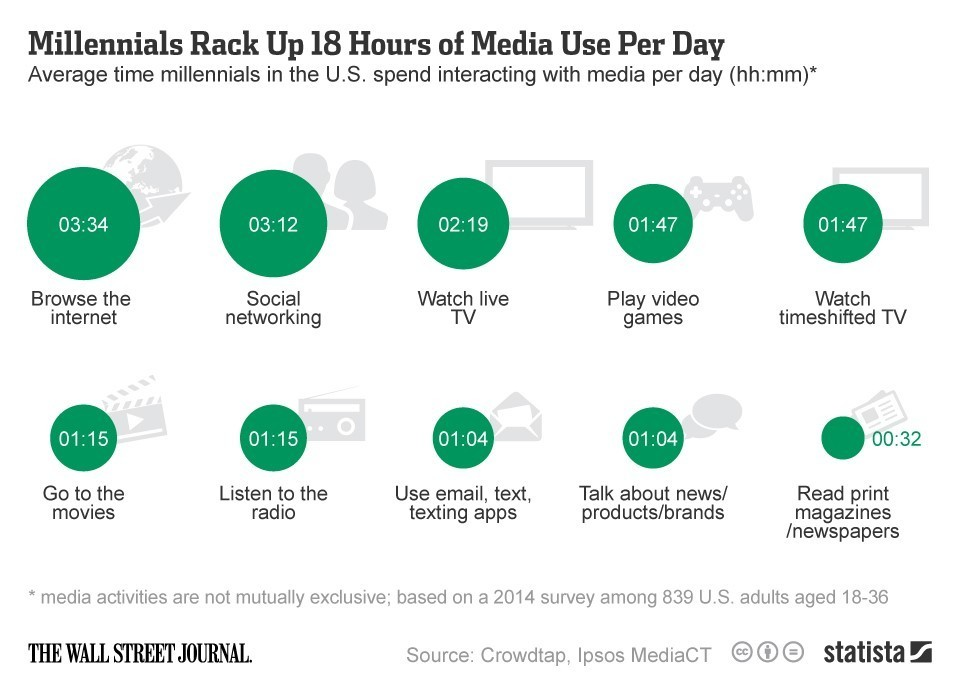 Millennials Rack Up 18 Hours of Media Use Per Day
Average time millennials in the U.S. spend interacting with media per day (hh:mm)*
03:34
03:12
02:19
01:47
01:47
Browse the
internet
Social
networking
Watch live
TV
Play video
games
Watch
timeshifted TV
01:15
01:15
01:04
01:04
00:32
Go to the
movies
Listen to the
radio
Use email, text,
texting apps
Talk about news/
products/brands
Read print
magazines
/newspapers
* media activities are not mutually exclusive; based on a 2014 survey among 839 U.S. adults aged 18-36
THE WALL STREET JOURNAL.
Source: Crowdtap, Ipsos MediaCT
cc
statista